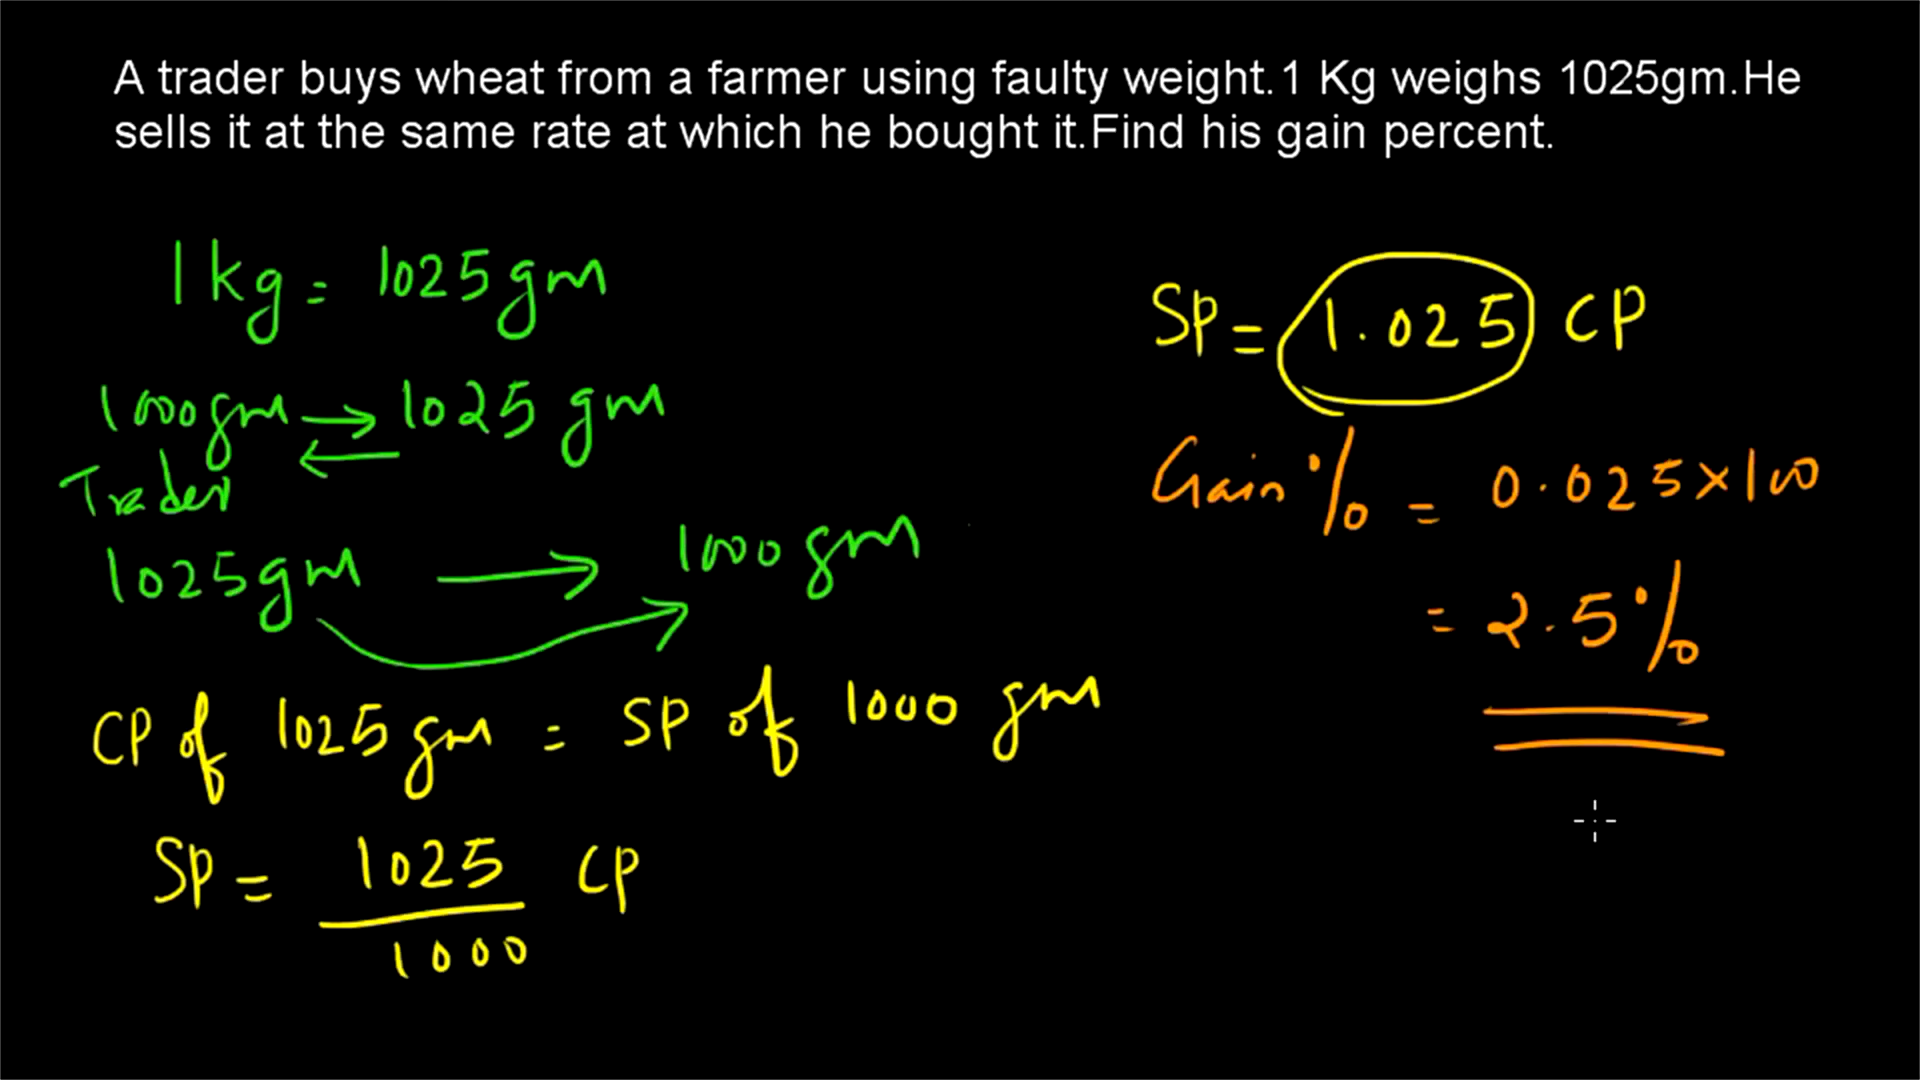 A trader buys wheat from a farmer using faulty weight.1 Kg weighs 1025gm.He
sells it at the same rate at which he bought it.Find his gain percent.
1kg = 1025gm
1000gm → 1025 gm
←
Trader
1025gm → 1000gm
CP of 1025gm = SP of 1000 gm
SP = 1025/1000 CP
SP = 1.025 CP
Gain % = 0.025×100
= 2.5%